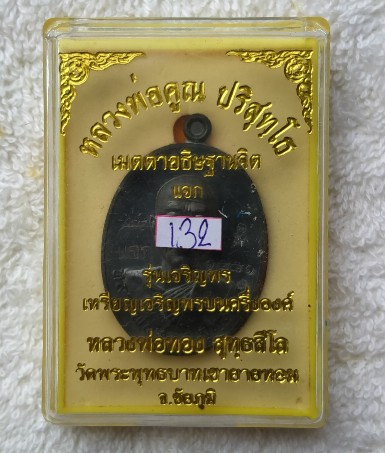 หลวงพ่อคูณ ปริสุทฺโธ
เมตตาอธิษฐานจิต
แจก
132
รุ่นเจริญพร
เหรียญเจริญพรบนครึ่งองค์
หลวงพ่อทอง สุทฺธสีโล
วัดพระพุทธบาทเขายายหอม
จ.ชัยภูมิ